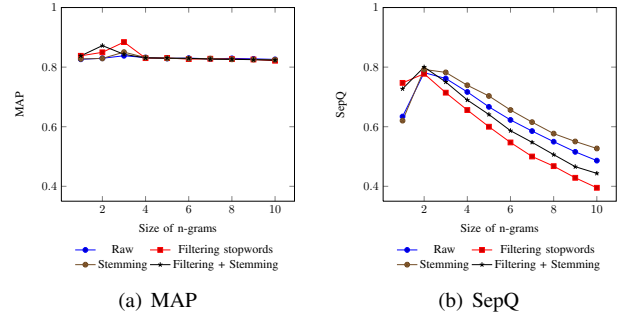 1
0.8
0.6
0.4
MAP
2
4
6
8
10
Size of n-grams
Raw
Filtering stopwords
Stemming
Filtering + Stemming
(a) MAP
1
0.8
0.6
0.4
SepQ
2
4
6
8
10
Size of n-grams
Raw
Filtering stopwords
Stemming
Filtering + Stemming
(b) SepQ